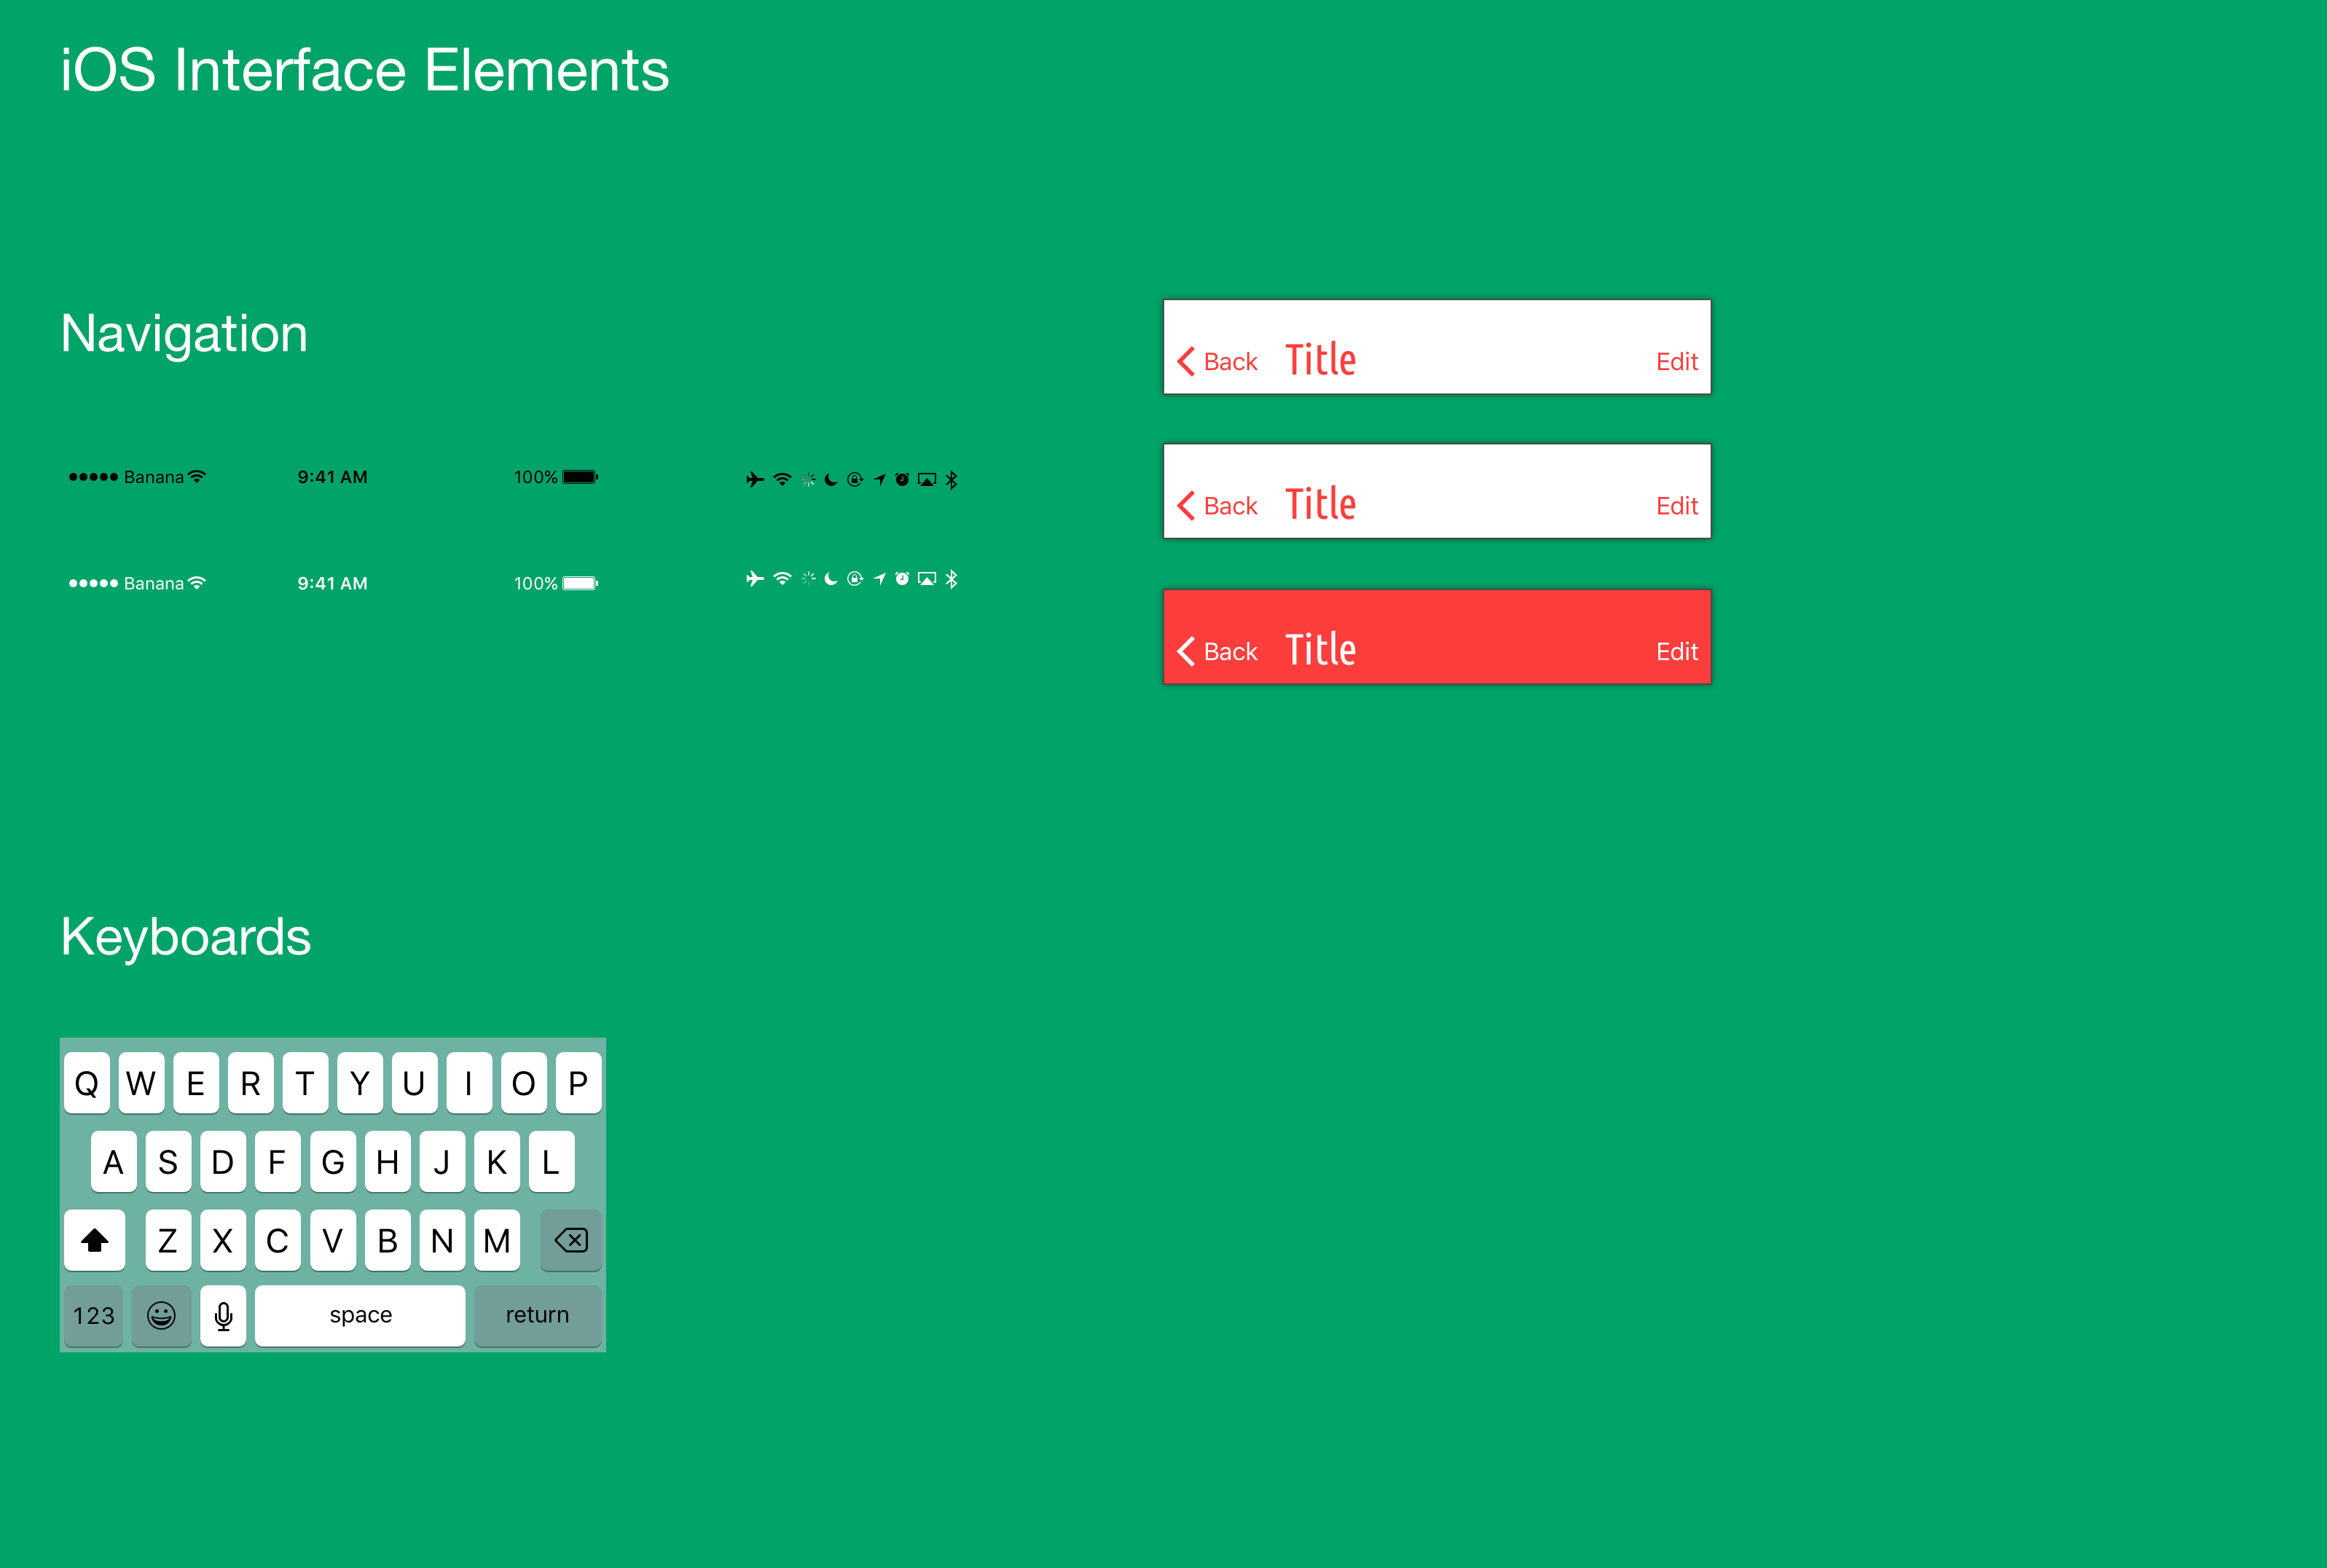 iOS Interface Elements
Navigation
Back Title Edit
Banana 9:41 AM 100%
Back Title Edit
Banana 9:41 AM 100%
Back Title Edit
Keyboards
Q W E R T Y U I O P
A S D F G H J K L
Z X C V B N M
123 space return